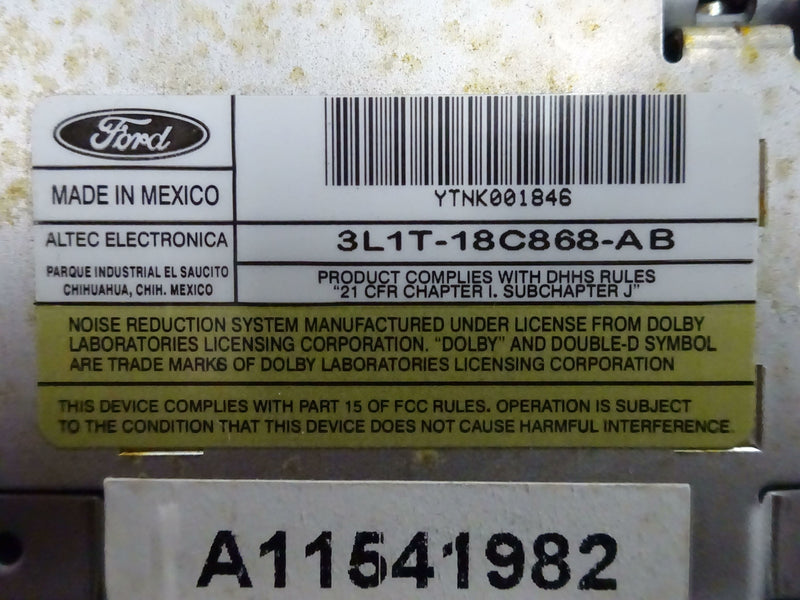 Ford
MADE IN MEXICO
YTNK001846
ALTEC ELECTRONICA
3L1T-18C868-AB
PARQUE INDUSTRIAL EL SAUCITO
CHIHUAHUA, CHIH. MEXICO
PRODUCT COMPLIES WITH DHHS RULES
"21 CFR CHAPTER I. SUBCHAPTER J"
NOISE REDUCTION SYSTEM MANUFACTURED UNDER LICENSE FROM DOLBY
LABORATORIES LICENSING CORPORATION. "DOLBY" AND DOUBLE-D SYMBOL
ARE TRADE MARKS OF DOLBY LABORATORIES LICENSING CORPORATION
THIS DEVICE COMPLIES WITH PART 15 OF FCC RULES. OPERATION IS SUBJECT
TO THE CONDITION THAT THIS DEVICE DOES NOT CAUSE HARMFUL INTERFERENCE.
A11541982